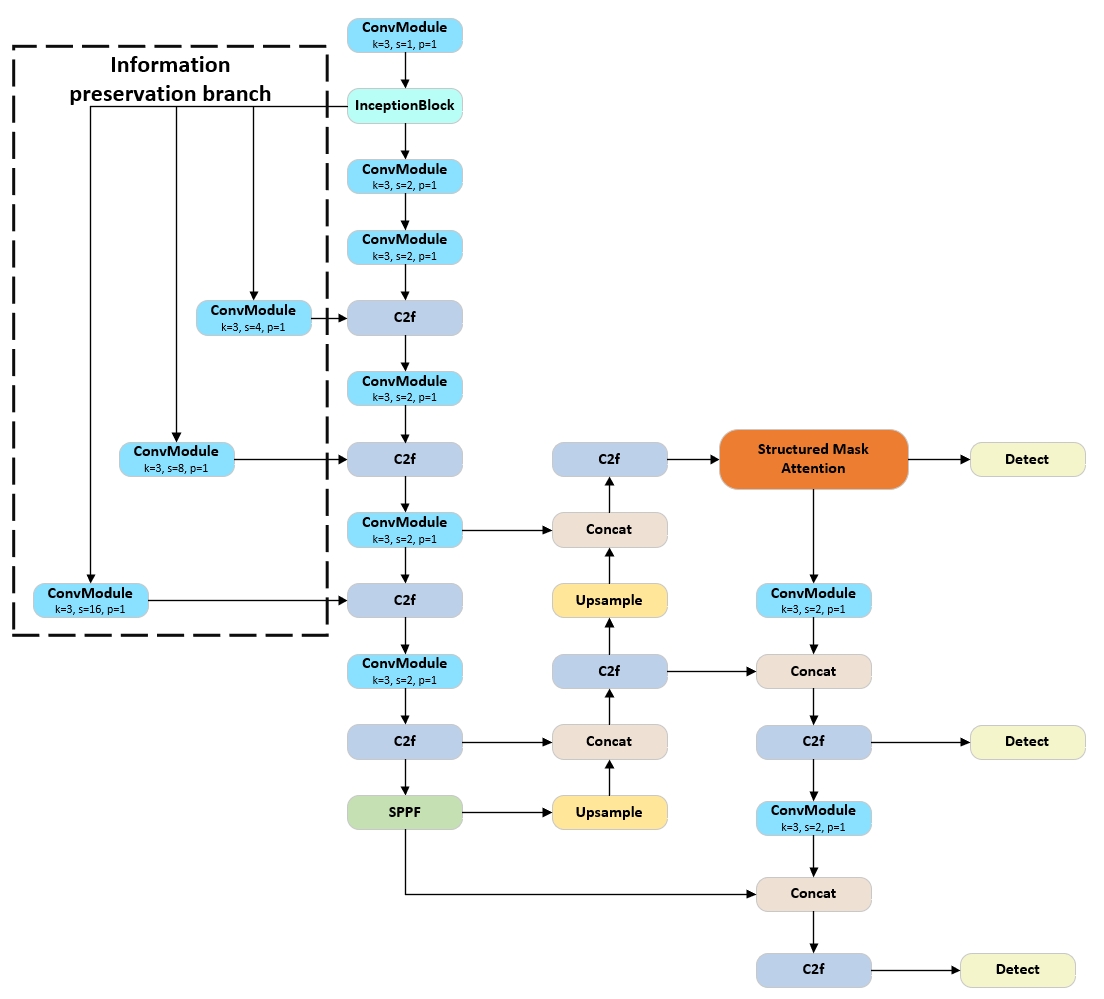 ConvModule
k=3, s=1, p=1
Information
preservation branch
InceptionBlock
ConvModule
k=3, s=2, p=1
ConvModule
k=3, s=2, p=1
ConvModule
k=3, s=4, p=1
C2f
ConvModule
k=3, s=2, p=1
ConvModule
k=3, s=8, p=1
C2f
C2f
Structured Mask
Attention
Detect
ConvModule
k=3, s=2, p=1
Concat
ConvModule
k=3, s=16, p=1
C2f
Upsample
ConvModule
k=3, s=2, p=1
ConvModule
k=3, s=2, p=1
C2f
Concat
C2f
Concat
C2f
Detect
SPPF
Upsample
ConvModule
k=3, s=2, p=1
Concat
C2f
Detect